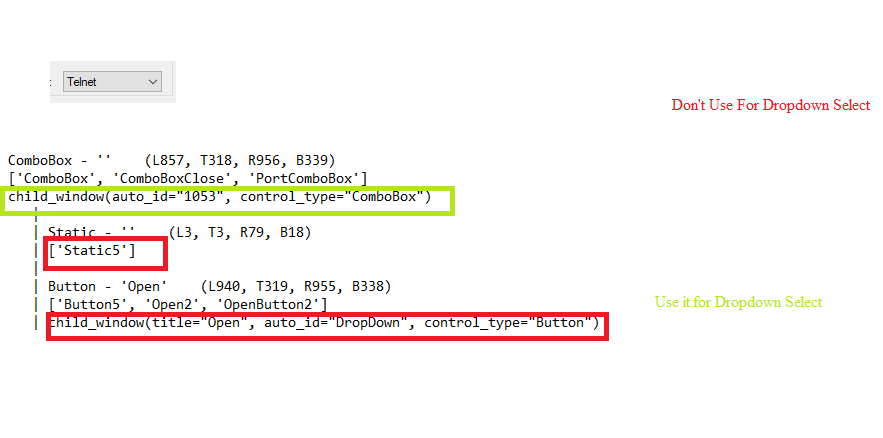 : Telnet
Don't Use For Dropdown Select
ComboBox - ''    (L857, T318, R956, B339)
['ComboBox', 'ComboBoxClose', 'PortComboBox']
child_window(auto_id="1053", control_type="ComboBox")
|
| Static - ''    (L3, T3, R79, B18)
| ['Static5']
|
| Button - 'Open'    (L940, T319, R955, B338)
| ['Button5', 'Open2', 'OpenButton2']
Use it for Dropdown Select
| child_window(title="Open", auto_id="DropDown", control_type="Button")